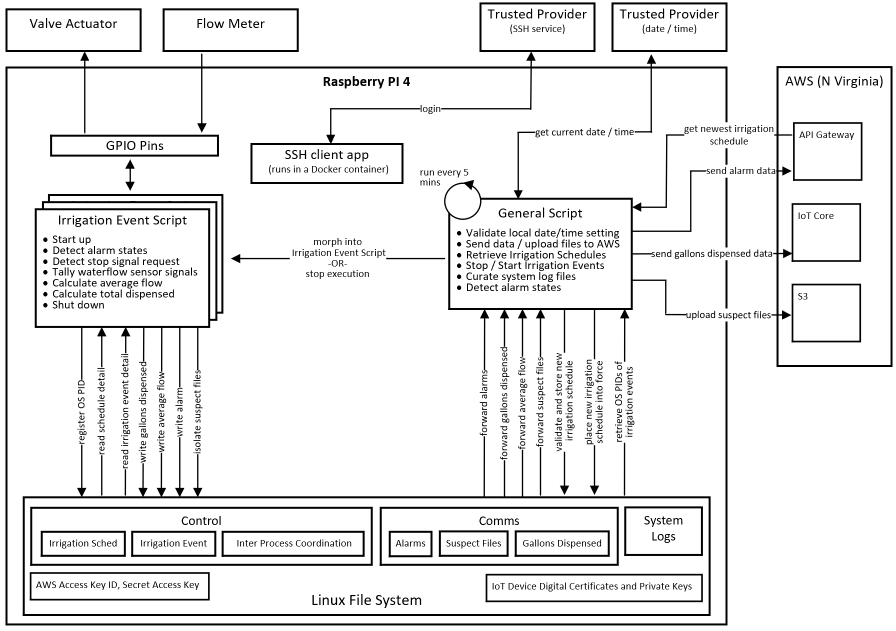 Valve Actuator
Flow Meter
Trusted Provider
(SSH service)
Trusted Provider
(date / time)
Raspberry PI 4
AWS (N Virginia)
login
get current date / time
get newest irrigation
schedule
API Gateway
GPIO Pins
SSH client app
(runs in a Docker container)
run every 5
mins
send alarm data
Irrigation Event Script
• Start up
• Detect alarm states
• Detect stop signal request
• Tally waterflow sensor signals
• Calculate average flow
• Calculate total dispensed
• Shut down
morph into
Irrigation Event Script
-OR-
stop execution
General Script
• Validate local date/time setting
• Send data / upload files to AWS
• Retrieve Irrigation Schedules
• Stop / Start Irrigation Events
• Curate system log files
• Detect alarm states
IoT Core
send gallons dispensed data
S3
upload suspect files
register OS PID
read schedule detail
read irrigation event detail
write gallons dispensed
write average flow
write alarm
isolate suspect files
forward alarms
forward gallons dispensed
forward average flow
forward suspect files
validate and store new
irrigation schedule
place new irrigation
schedule into force
retrieve OS PIDs of
irrigation events
Control
Irrigation Sched
Irrigation Event
Inter Process Coordination
Comms
Alarms
Suspect Files
Gallons Dispensed
System
Logs
AWS Access Key ID, Secret Access Key
IoT Device Digital Certificates and Private Keys
Linux File System